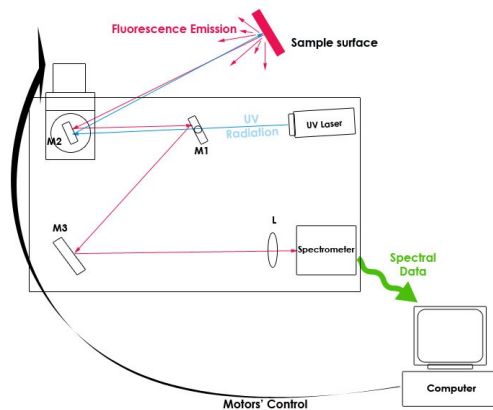 Fluorescence Emission
Sample surface
UV
Radiation
UV Laser
M2
M1
M3
L
Spectrometer
Spectral
Data
Computer
Motors' Control